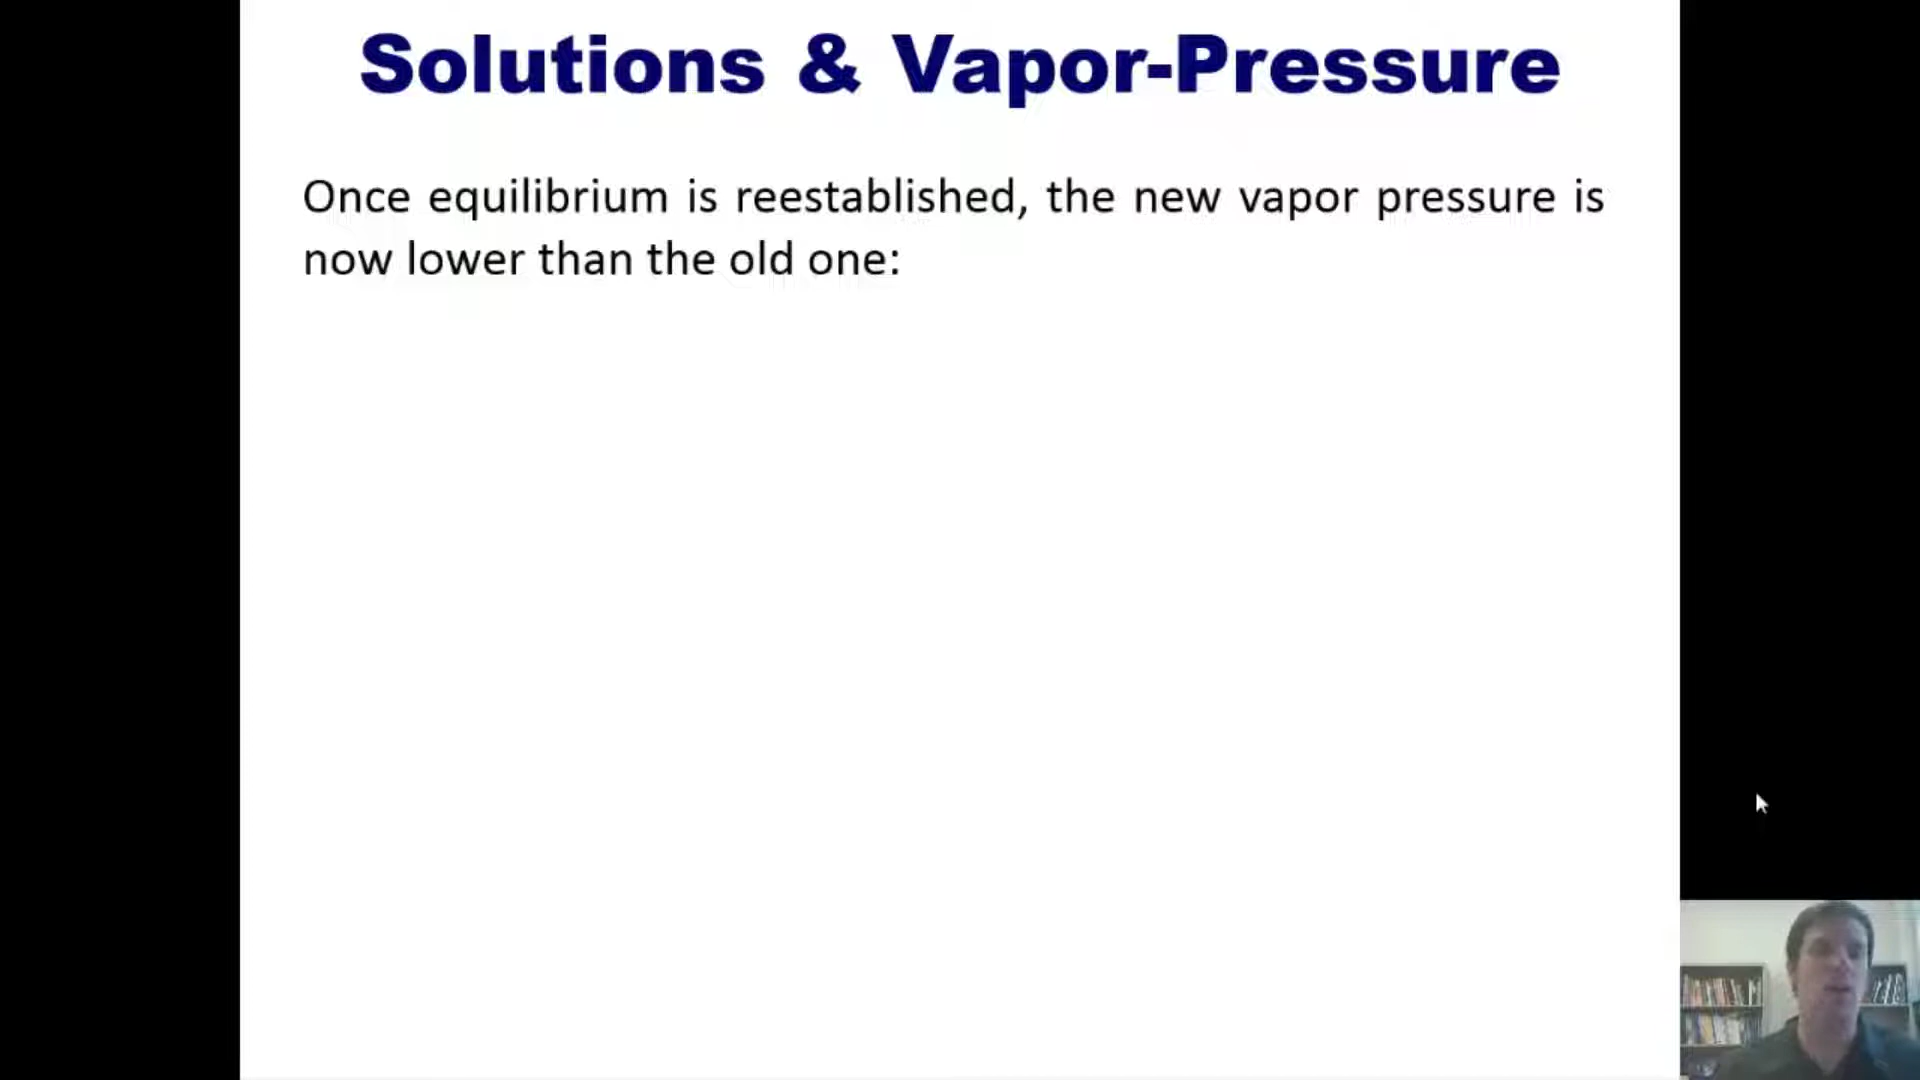 Solutions & Vapor-Pressure
Once equilibrium is reestablished, the new vapor pressure is
now lower than the old one: